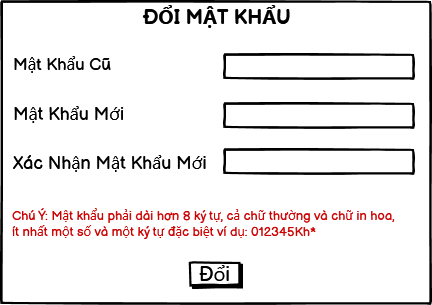 ĐỔI MẬT KHẨU
Mật Khẩu Cũ
Mật Khẩu Mới
Xác Nhận Mật Khẩu Mới
Chú Ý: Mật khẩu phải dài hơn 8 ký tự, cả chữ thường và chữ in hoa,
ít nhất một số và một ký tự đặc biệt ví dụ: 012345Kh*
Đổi